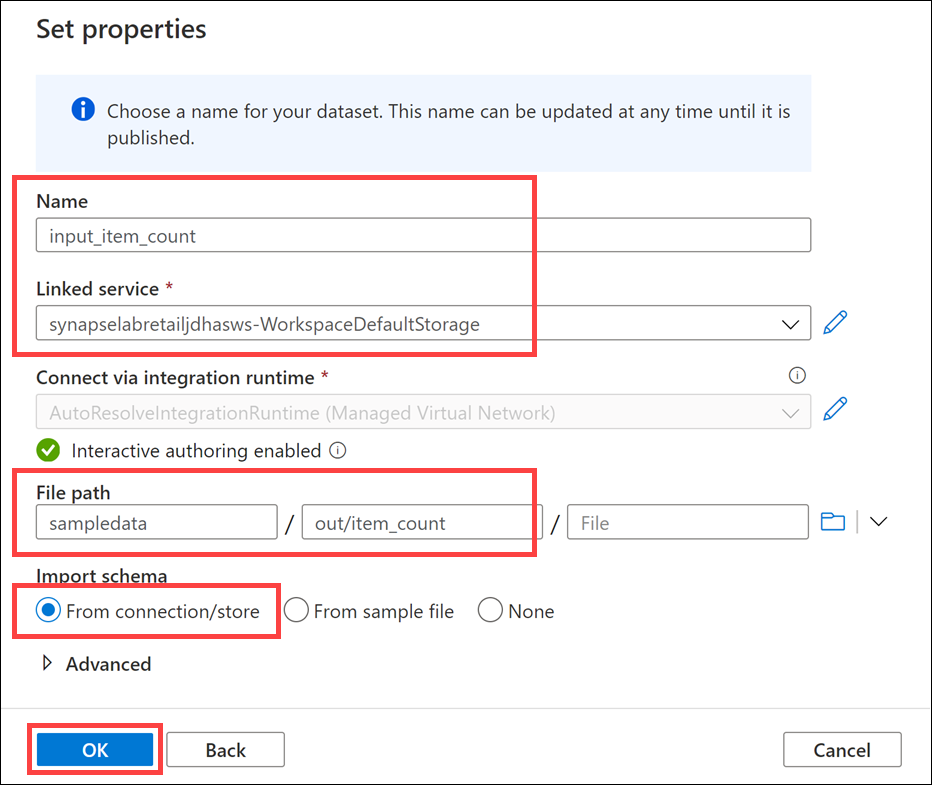 Set properties
Choose a name for your dataset. This name can be updated at any time until it is
published.
Name
input_item_count
Linked service *
synapselabretailjdhasws-WorkspaceDefaultStorage
Connect via integration runtime *
AutoResolveIntegrationRuntime (Managed Virtual Network)
Interactive authoring enabled
File path
sampledata / out/item_count / File
Import schema
From connection/store From sample file None
Advanced
OK Back Cancel